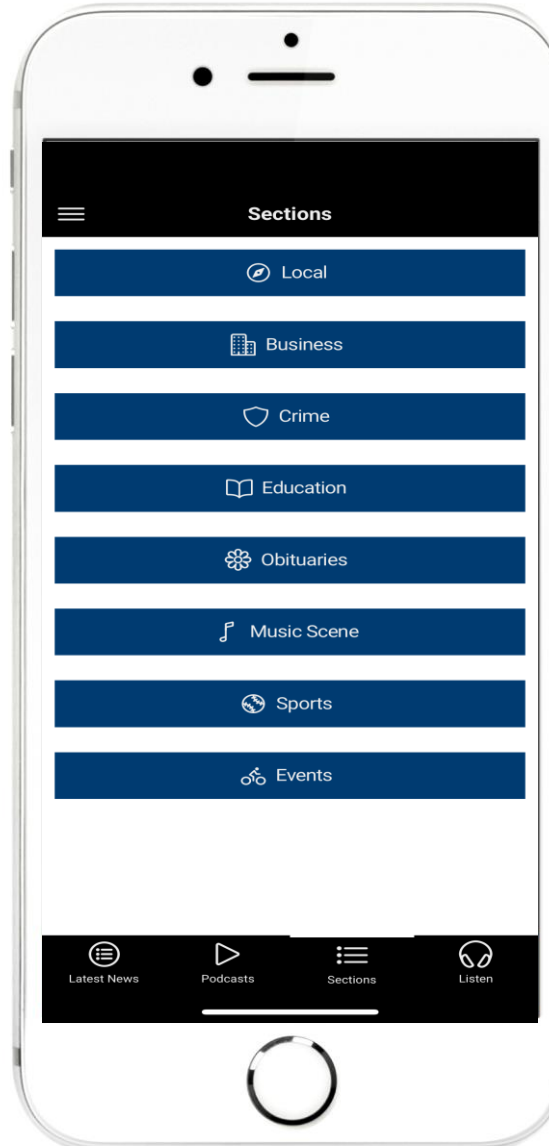 Sections
Local
Business
Crime
Education
Obituaries
Music Scene
Sports
Events
Latest News
Podcasts
Sections
Listen